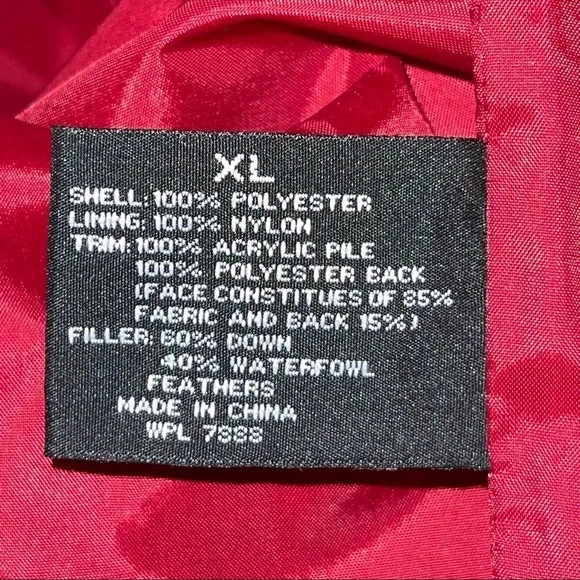 XL
SHELL: 100% POLYESTER
LINING: 100% NYLON
TRIM: 100% ACRYLIC PILE
100% POLYESTER BACK
(FACE CONSTITUES OF 85%
FABRIC AND BACK 15%)
FILLER: 60% DOWN
40% WATERFOWL
FEATHERS
MADE IN CHINA
WPL 7888